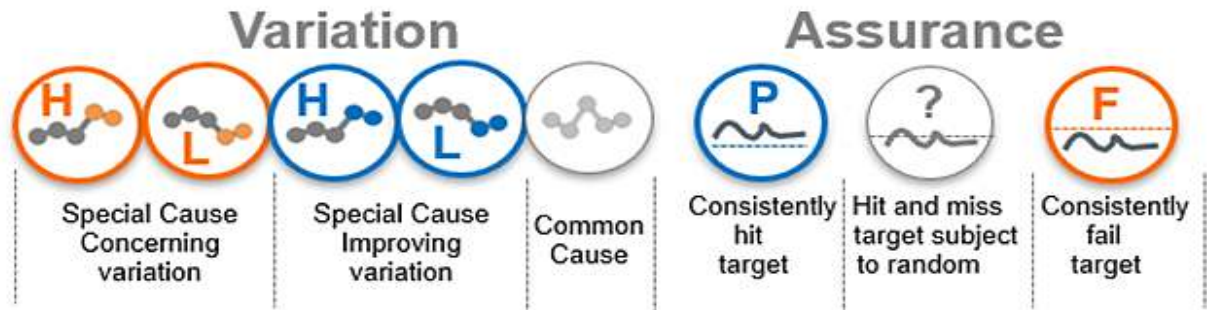 Variation
Assurance
H
L
H
L
P
?
F
Special Cause
Concerning
variation
Special Cause
Improving
variation
Common
Cause
Consistently
hit
target
Hit and miss
target subject
to random
Consistently
fail
target